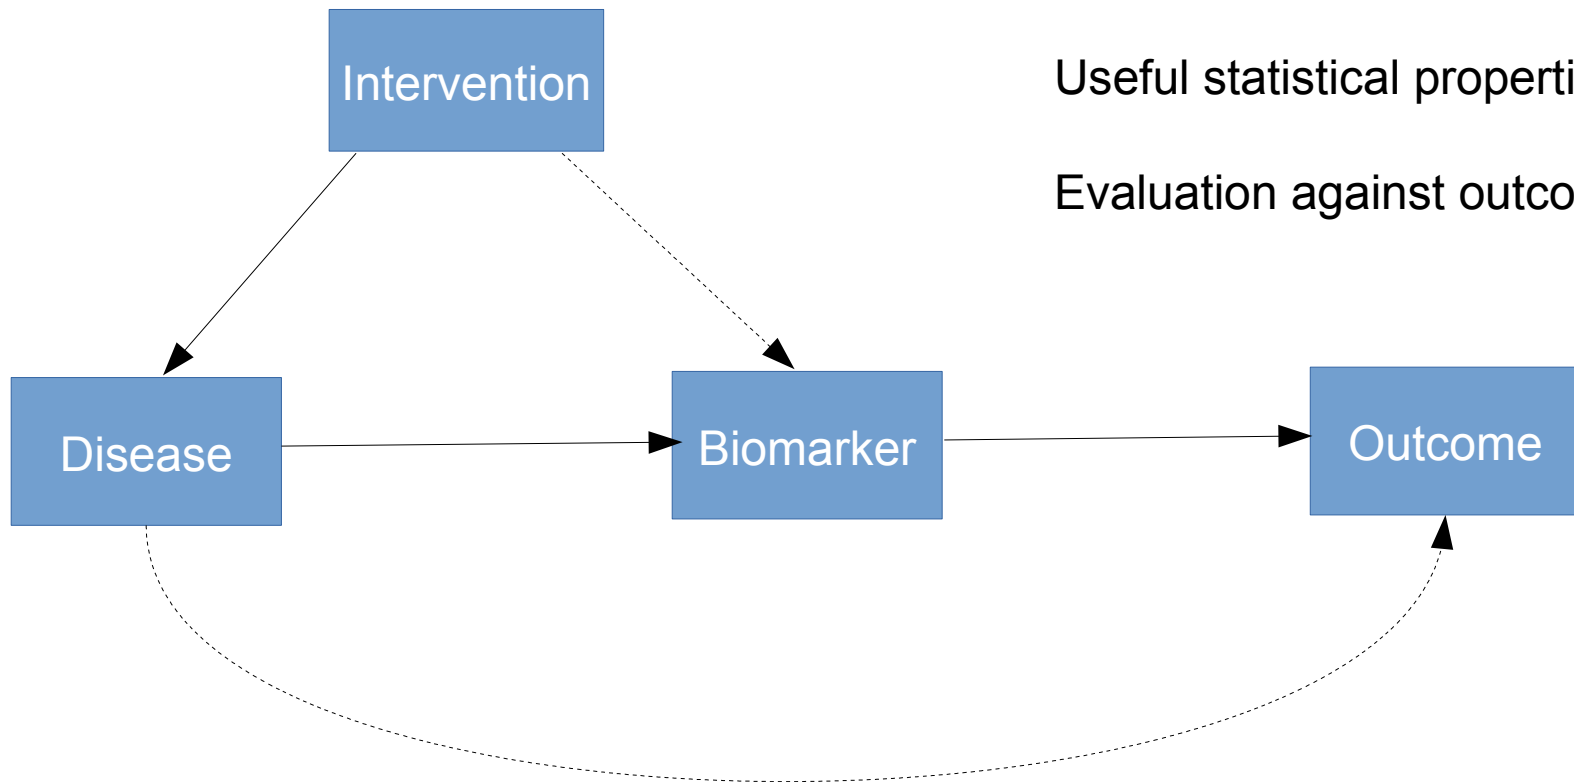 Intervention
Useful statistical properti
Evaluation against outco
Disease
Biomarker
Outcome